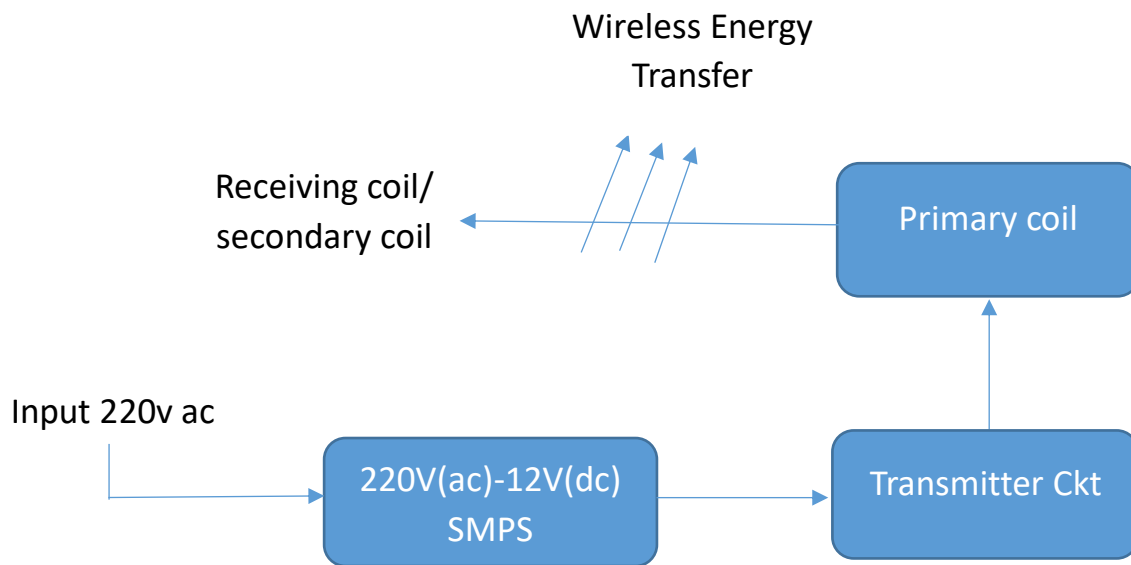 Wireless Energy
Transfer
Receiving coil/
secondary coil
Primary coil
Input 220v ac
220V(ac)-12V(dc)
SMPS
Transmitter Ckt